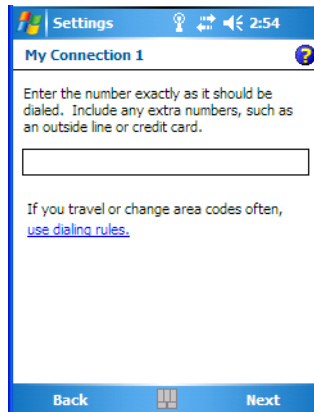 Settings 2:54
My Connection 1
Enter the number exactly as it should be
dialed. Include any extra numbers, such as
an outside line or credit card.
If you travel or change area codes often,
use dialing rules.
Back Next